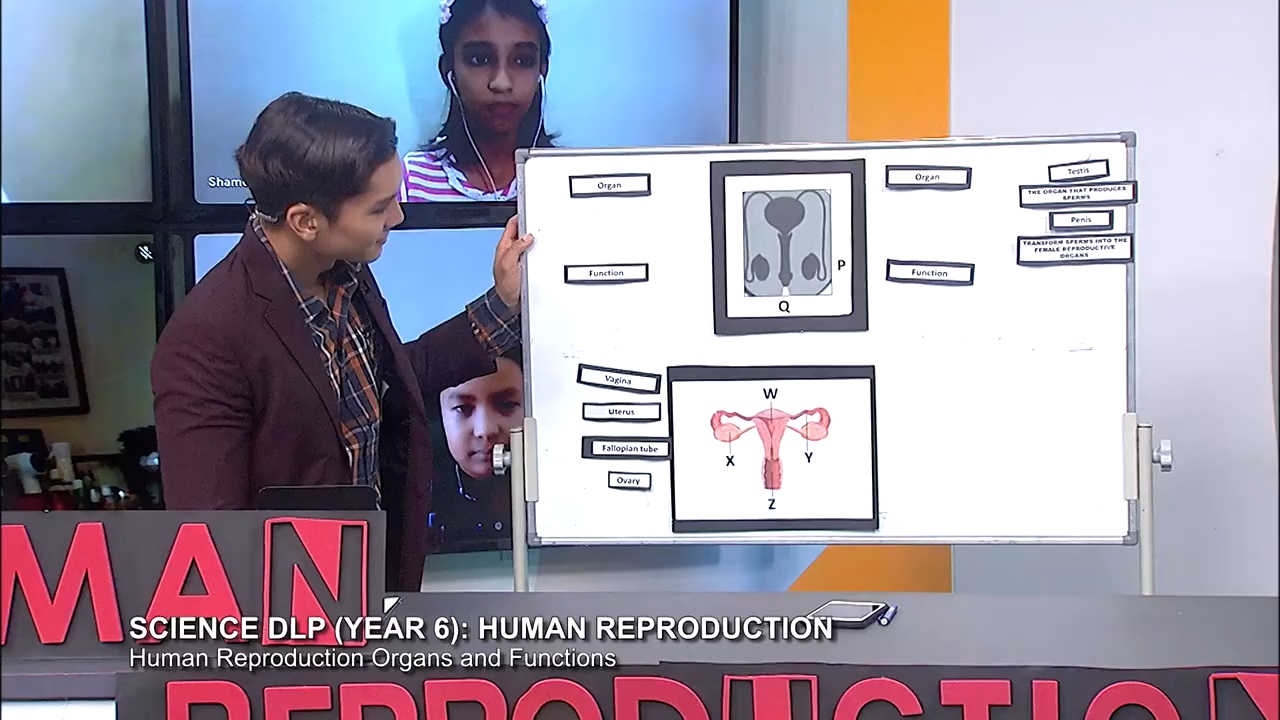 Organ
Function
P
Q
Organ
Function
Testis
THE ORGAN THAT PRODUCES
SPERMS
Penis
TRANSFORM SPERMS INTO THE
FEMALE REPRODUCTIVE
ORGANS
Vagina
Uterus
Fallopian tube
Ovary
W
X
Y
Z
MAN
SCIENCE DLP (YEAR 6): HUMAN REPRODUCTION
Human Reproduction Organs and Functions
REPRODUCTION